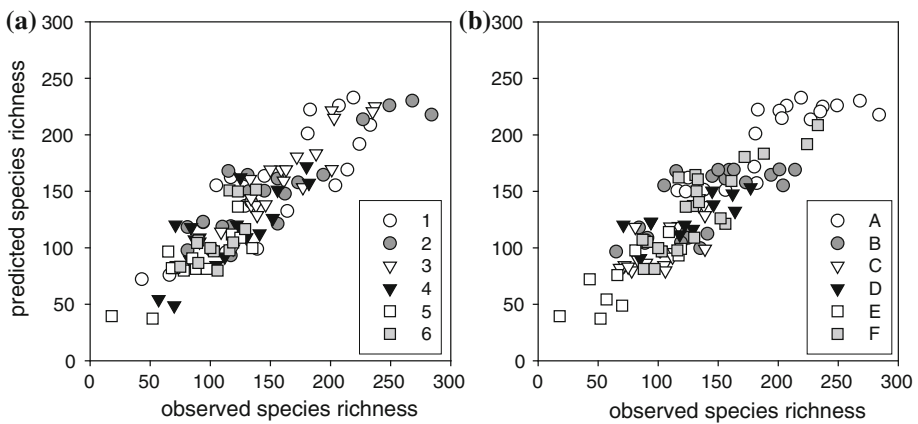 (a)
predicted species richness
300
250
200
150
100
50
0
0 50 100 150 200 250 300
observed species richness
1
2
3
4
5
6
(b)
300
250
200
150
100
50
0
0 50 100 150 200 250 300
observed species richness
A
B
C
D
E
F